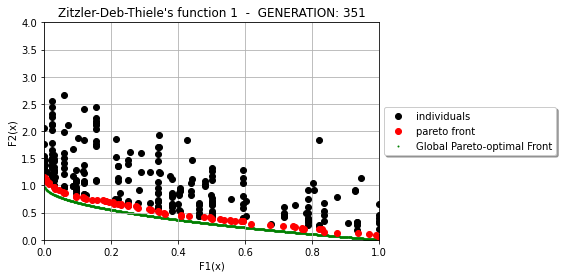 Zitzler-Deb-Thiele's function 1 - GENERATION: 351
4.0
3.5
3.0
2.5
2.0
1.5
1.0
0.5
0.0
F2(x)
0.0 0.2 0.4 0.6 0.8 1.0
F1(x)
individuals
pareto front
Global Pareto-optimal Front